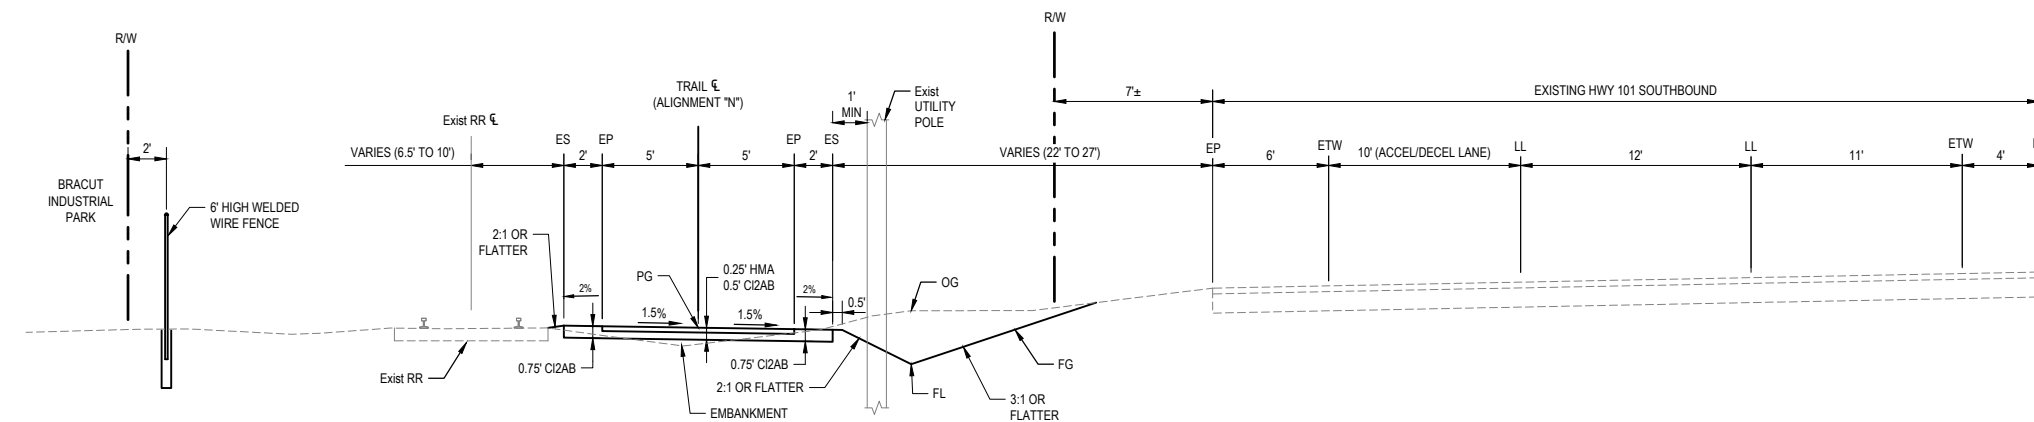 R/W
R/W
TRAIL ℄
(ALIGNMENT "N")
1'
MIN
Exist
UTILITY
POLE
7'±
EXISTING HWY 101 SOUTHBOUND
Exist RR ℄
2'
VARIES (6.5' TO 10')
ES
2'
EP
5'
5'
EP
2'
ES
VARIES (22' TO 27')
EP
6'
ETW
10' (ACCEL/DECEL LANE)
LL
12'
LL
11'
ETW
4'
BRACUT
INDUSTRIAL
PARK
6' HIGH WELDED
WIRE FENCE
2:1 OR
FLATTER
PG
0.25' HMA
0.5' Cl2AB
OG
2%
2%
0.5'
1.5%
1.5%
0.75' Cl2AB
0.75' Cl2AB
Exist RR
2:1 OR FLATTER
EMBANKMENT
FL
FG
3:1 OR
FLATTER